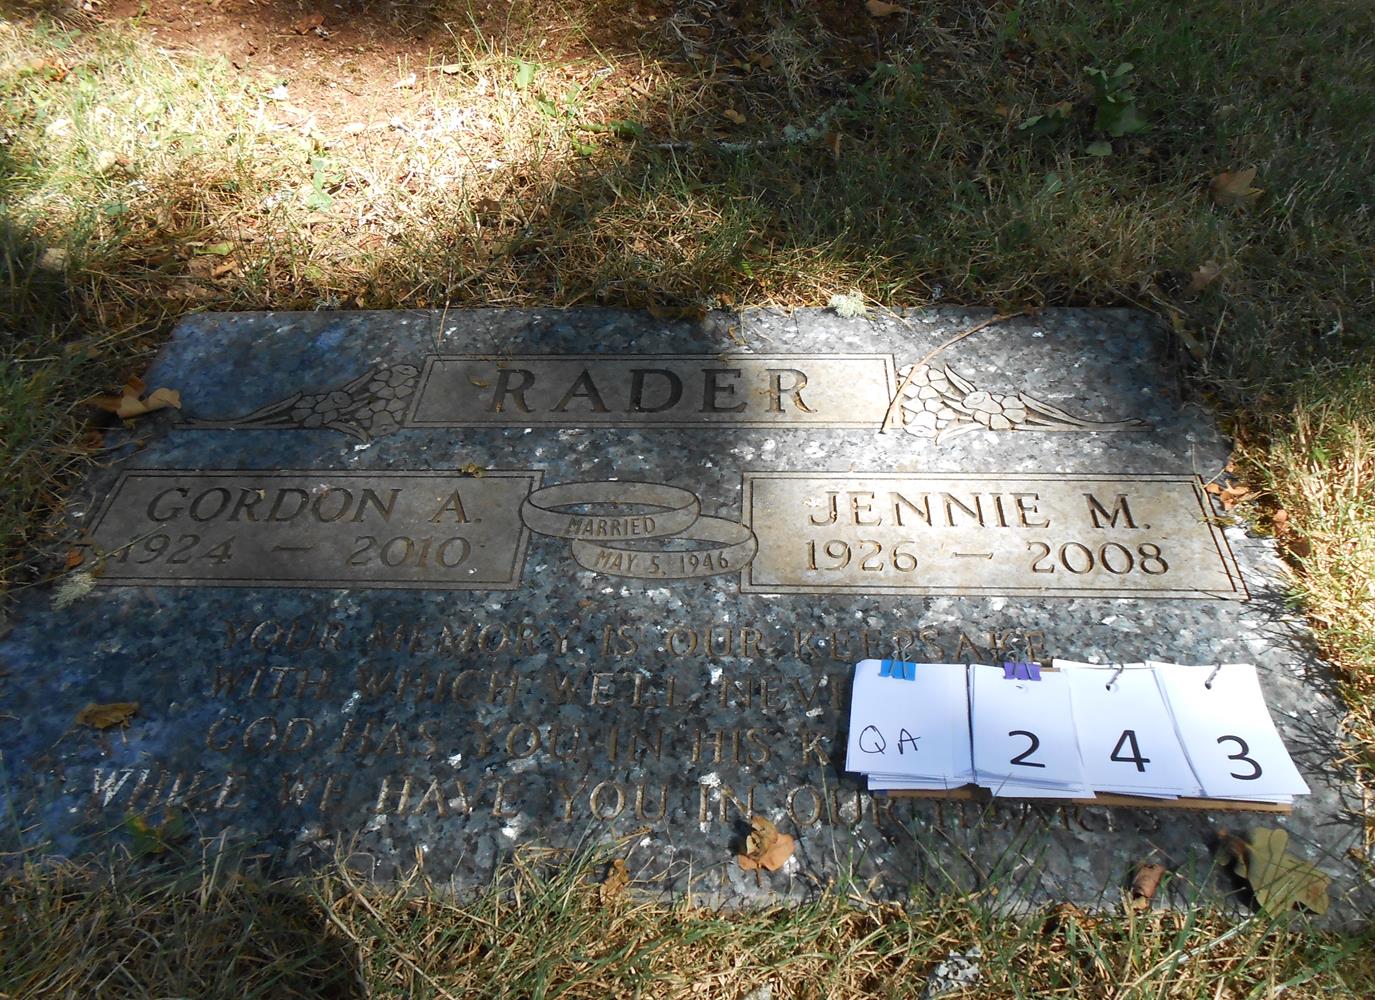 RADER
GORDON A.
1924 — 2010
MARRIED
MAY 5, 1946
JENNIE M.
1926 — 2008
YOUR MEMORY IS OUR KEEPSAKE
WITH WHICH WE'LL
GOD HAS YOU IN HIS
WHILE WE HAVE YOU IN OUR
QA 2 4 3